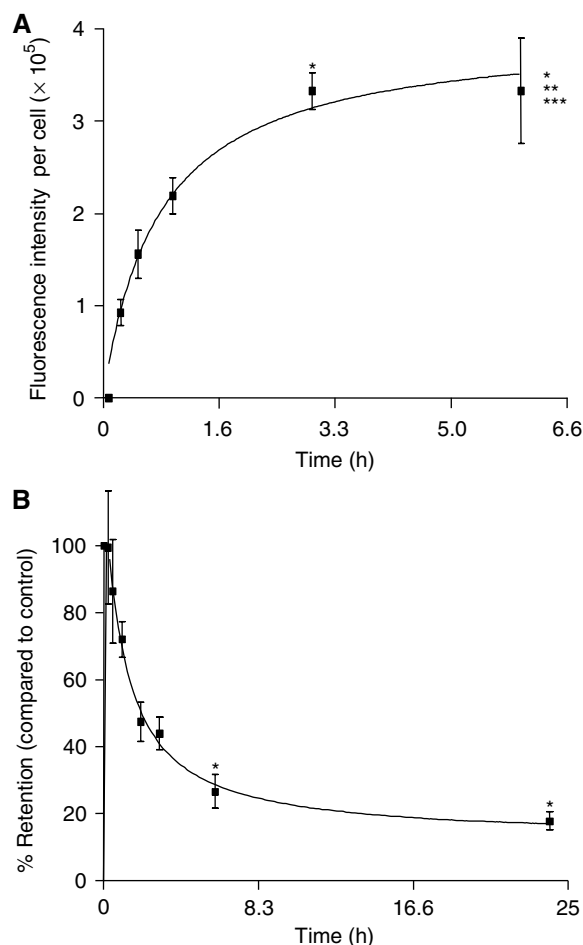 A
Fluorescence intensity per cell (× 10⁵)
4
3
2
1
0
*
*
**
***
0 1.6 3.3 5.0 6.6
Time (h)
B
% Retention (compared to control)
100
80
60
40
20
0
*
*
0 8.3 16.6 25
Time (h)